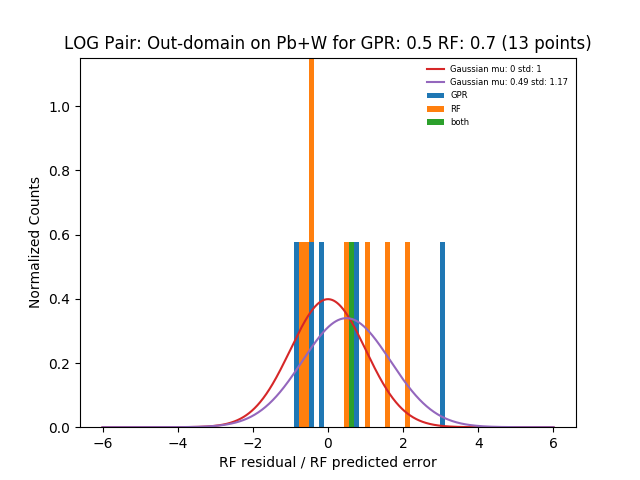 LOG Pair: Out-domain on Pb+W for GPR: 0.5 RF: 0.7 (13 points)
Gaussian mu: 0 std: 1
Gaussian mu: 0.49 std: 1.17
GPR
RF
both
Normalized Counts
1.0
0.8
0.6
0.4
0.2
0.0
−6 −4 −2 0 2 4 6
RF residual / RF predicted error